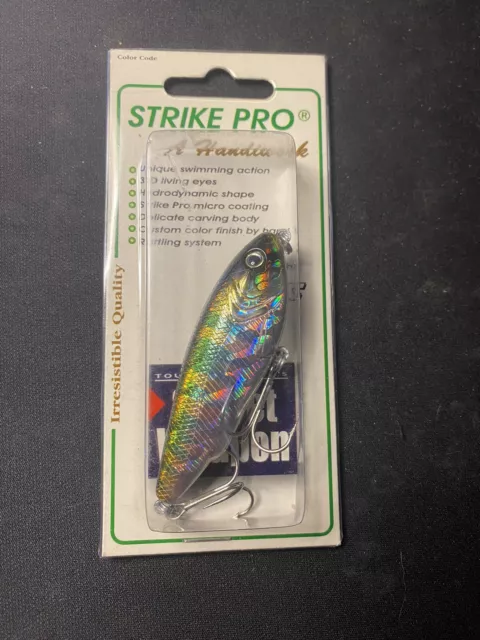 Color Code
STRIKE PRO®
A Handiwork
Unique swimming action
3D living eyes
Hydrodynamic shape
Strike Pro micro coating
Delicate carving body
Custom color finish by hand
Rattling system
Irresistible Quality